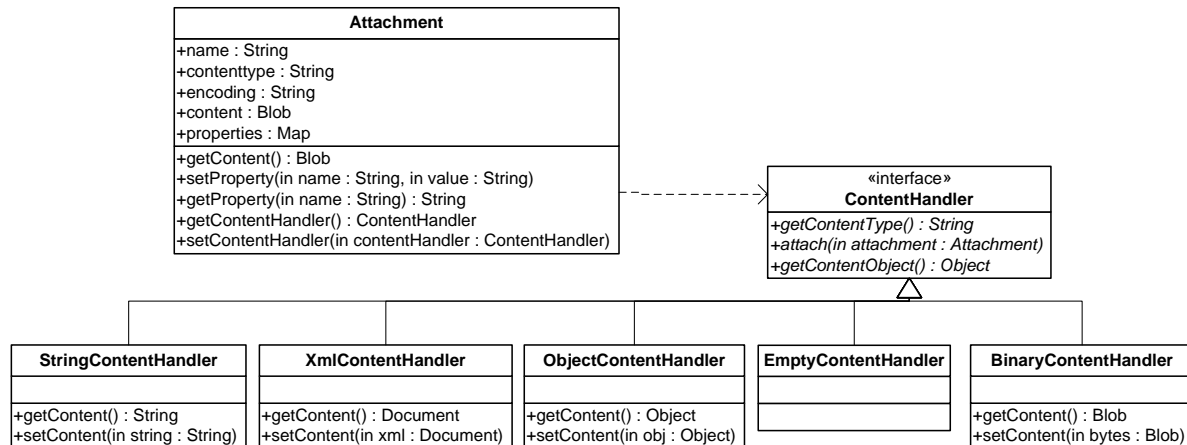 Attachment
+name : String
+contenttype : String
+encoding : String
+content : Blob
+properties : Map
+getContent() : Blob
+setProperty(in name : String, in value : String)
+getProperty(in name : String) : String
+getContentHandler() : ContentHandler
+setContentHandler(in contentHandler : ContentHandler)
«interface»
ContentHandler
+getContentType() : String
+attach(in attachment : Attachment)
+getContentObject() : Object
StringContentHandler
+getContent() : String
+setContent(in string : String)
XmlContentHandler
+getContent() : Document
+setContent(in xml : Document)
ObjectContentHandler
+getContent() : Object
+setContent(in obj : Object)
EmptyContentHandler
BinaryContentHandler
+getContent() : Blob
+setContent(in bytes : Blob)